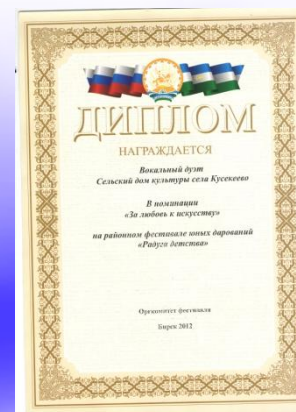 ДИПЛОМ
НАГРАЖДАЕТСЯ
Вокальный дуэт
Сельский дом культуры села Кусекеево
В номинации
«За любовь к искусству»
на районном фестивале юных дарований
«Радуга детства»
Оргкомитет фестиваля
Бирск 2012